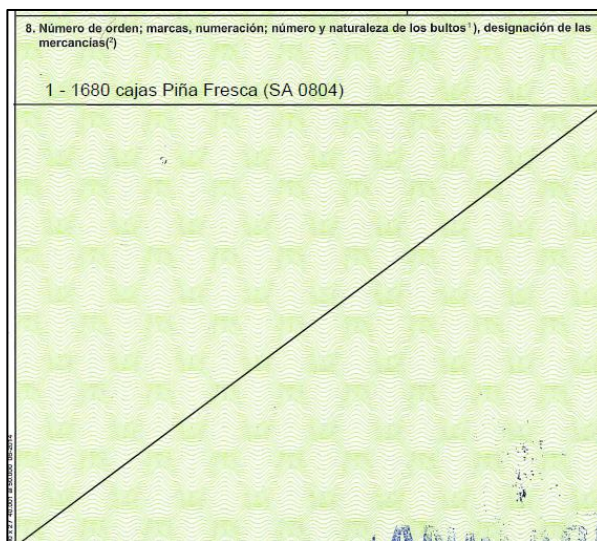 8. Número de orden; marcas, numeración; número y naturaleza de los bultos¹), designación de las
mercancías(²)
1 - 1680 cajas Piña Fresca (SA 0804)